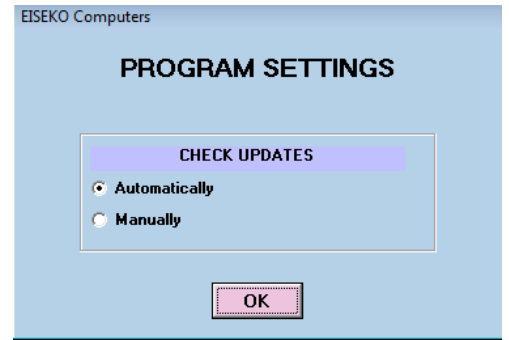 EISEKO Computers
PROGRAM SETTINGS
CHECK UPDATES
Automatically
Manually
OK